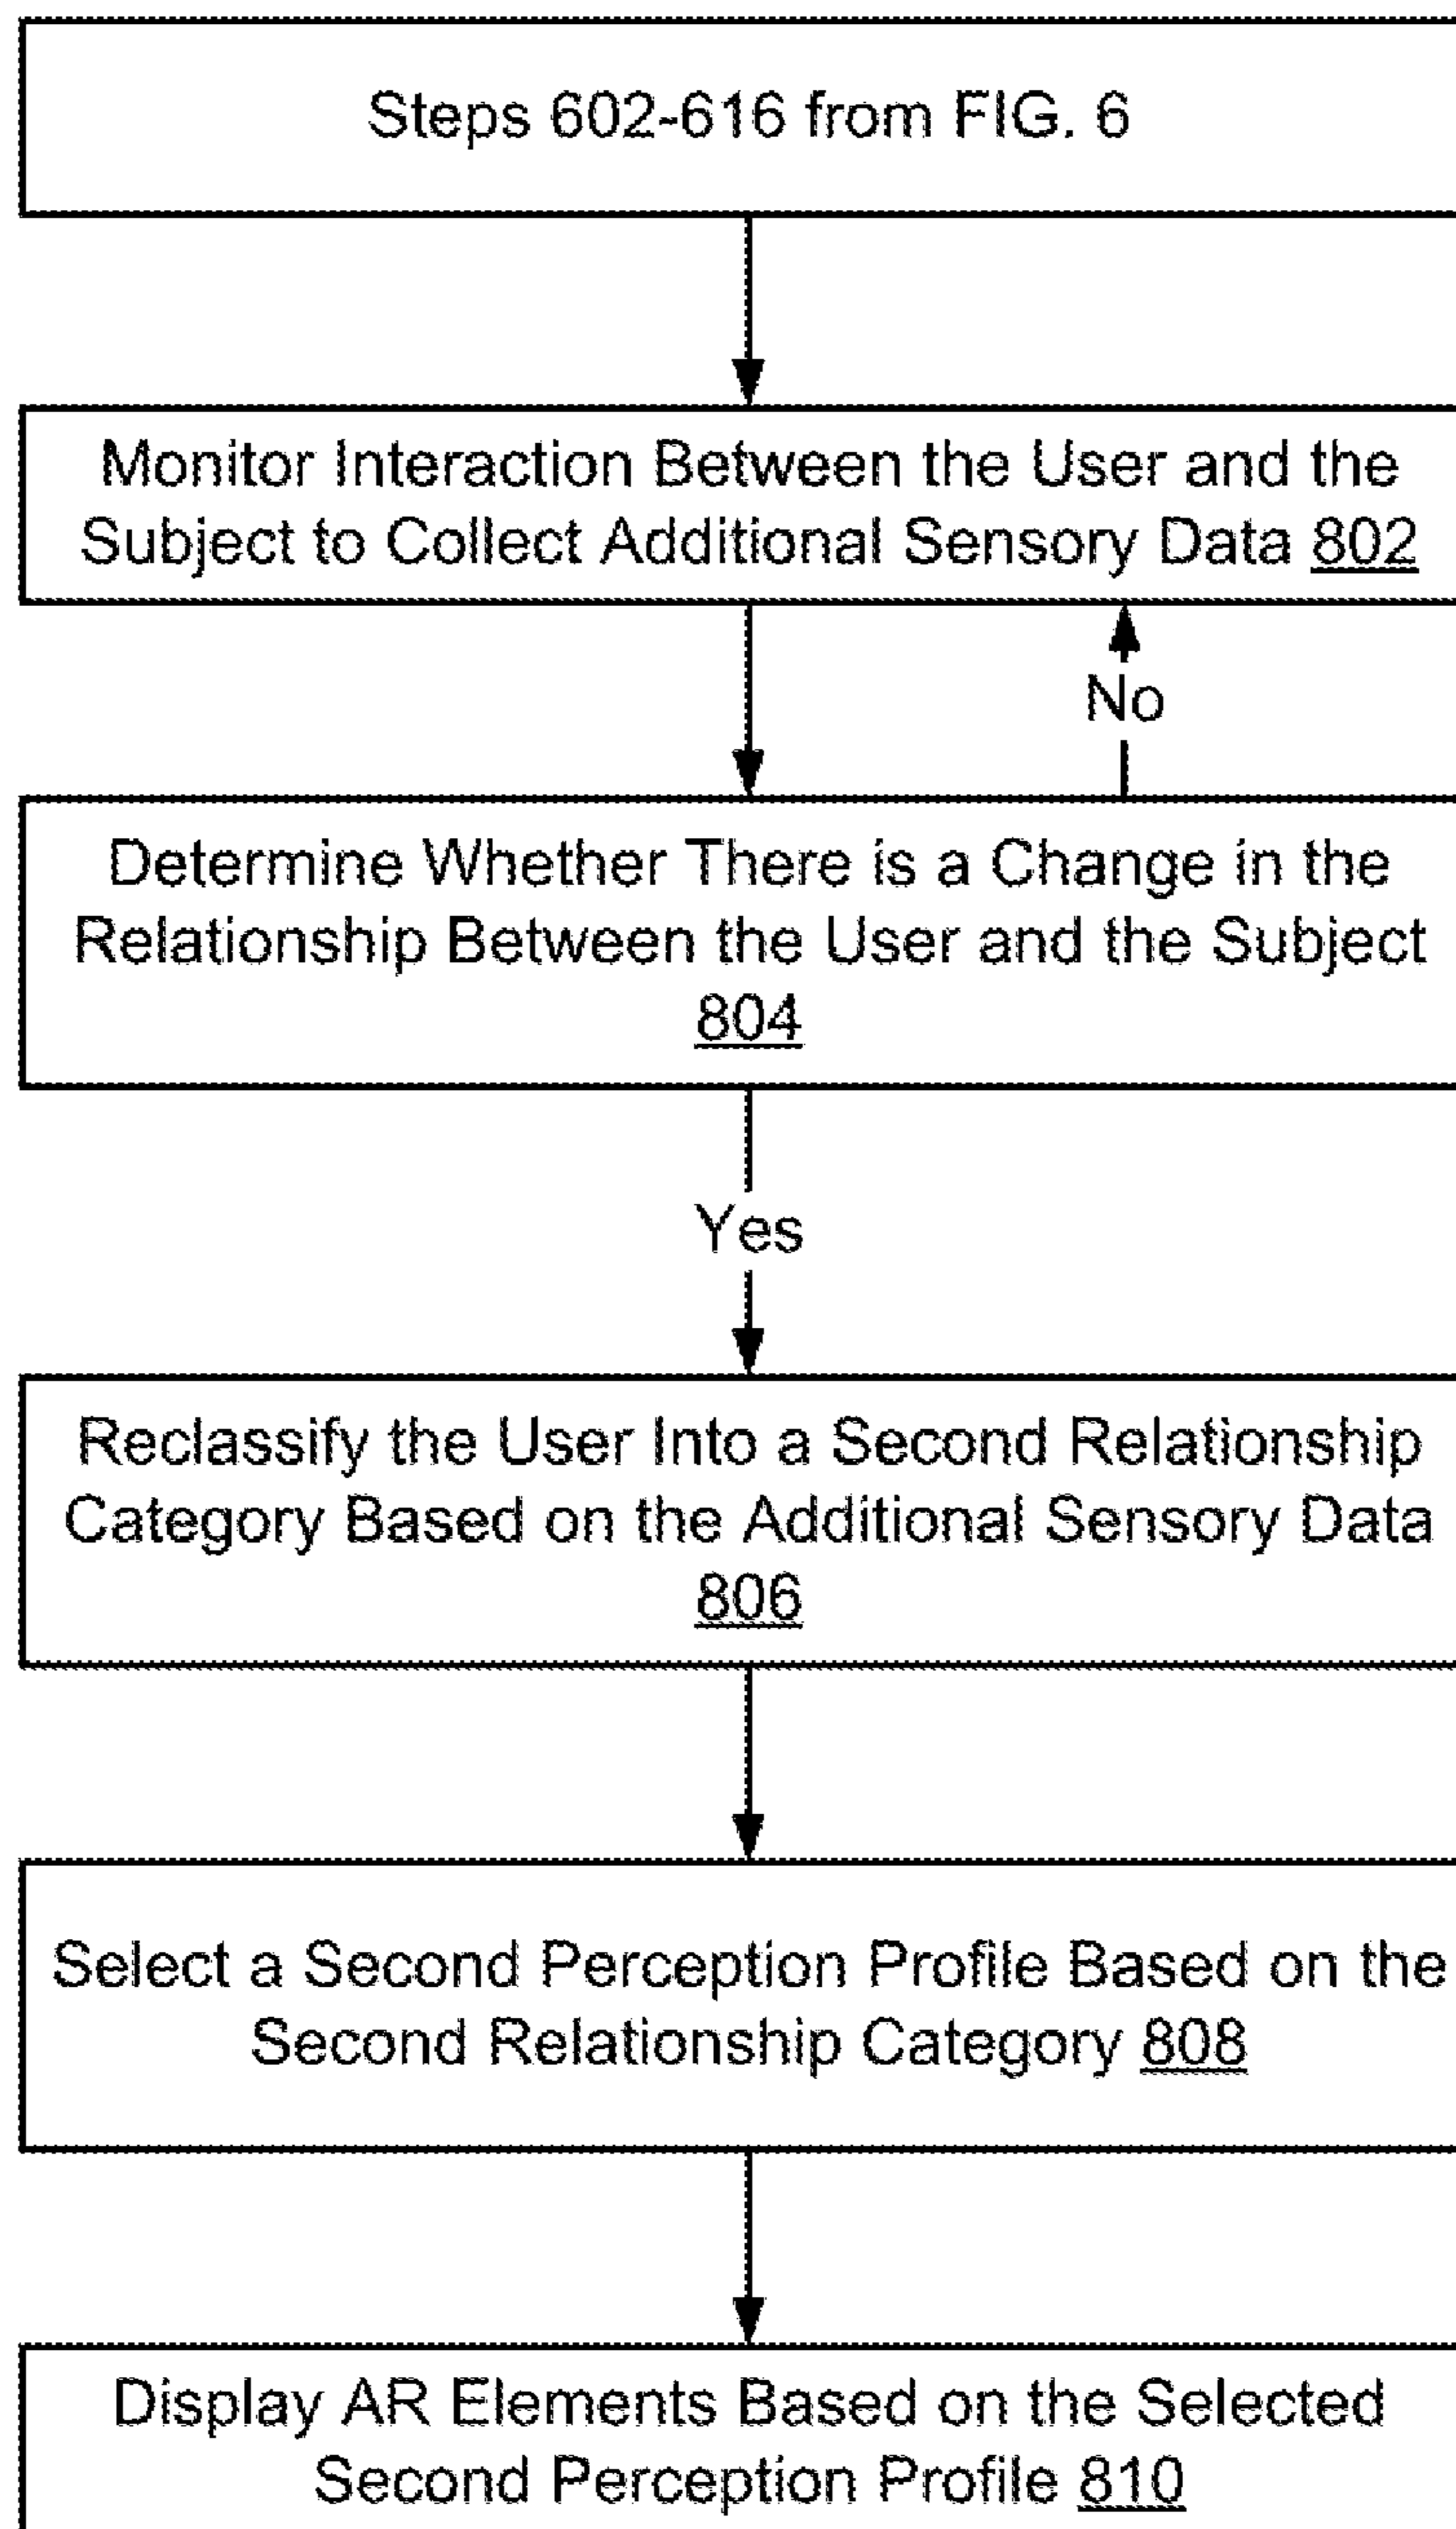 Steps 602-616 from FIG. 6
Monitor Interaction Between the User and the
Subject to Collect Additional Sensory Data 802
No
Determine Whether There is a Change in the
Relationship Between the User and the Subject
804
Yes
Reclassify the User Into a Second Relationship
Category Based on the Additional Sensory Data
806
Select a Second Perception Profile Based on the
Second Relationship Category 808
Display AR Elements Based on the Selected
Second Perception Profile 810